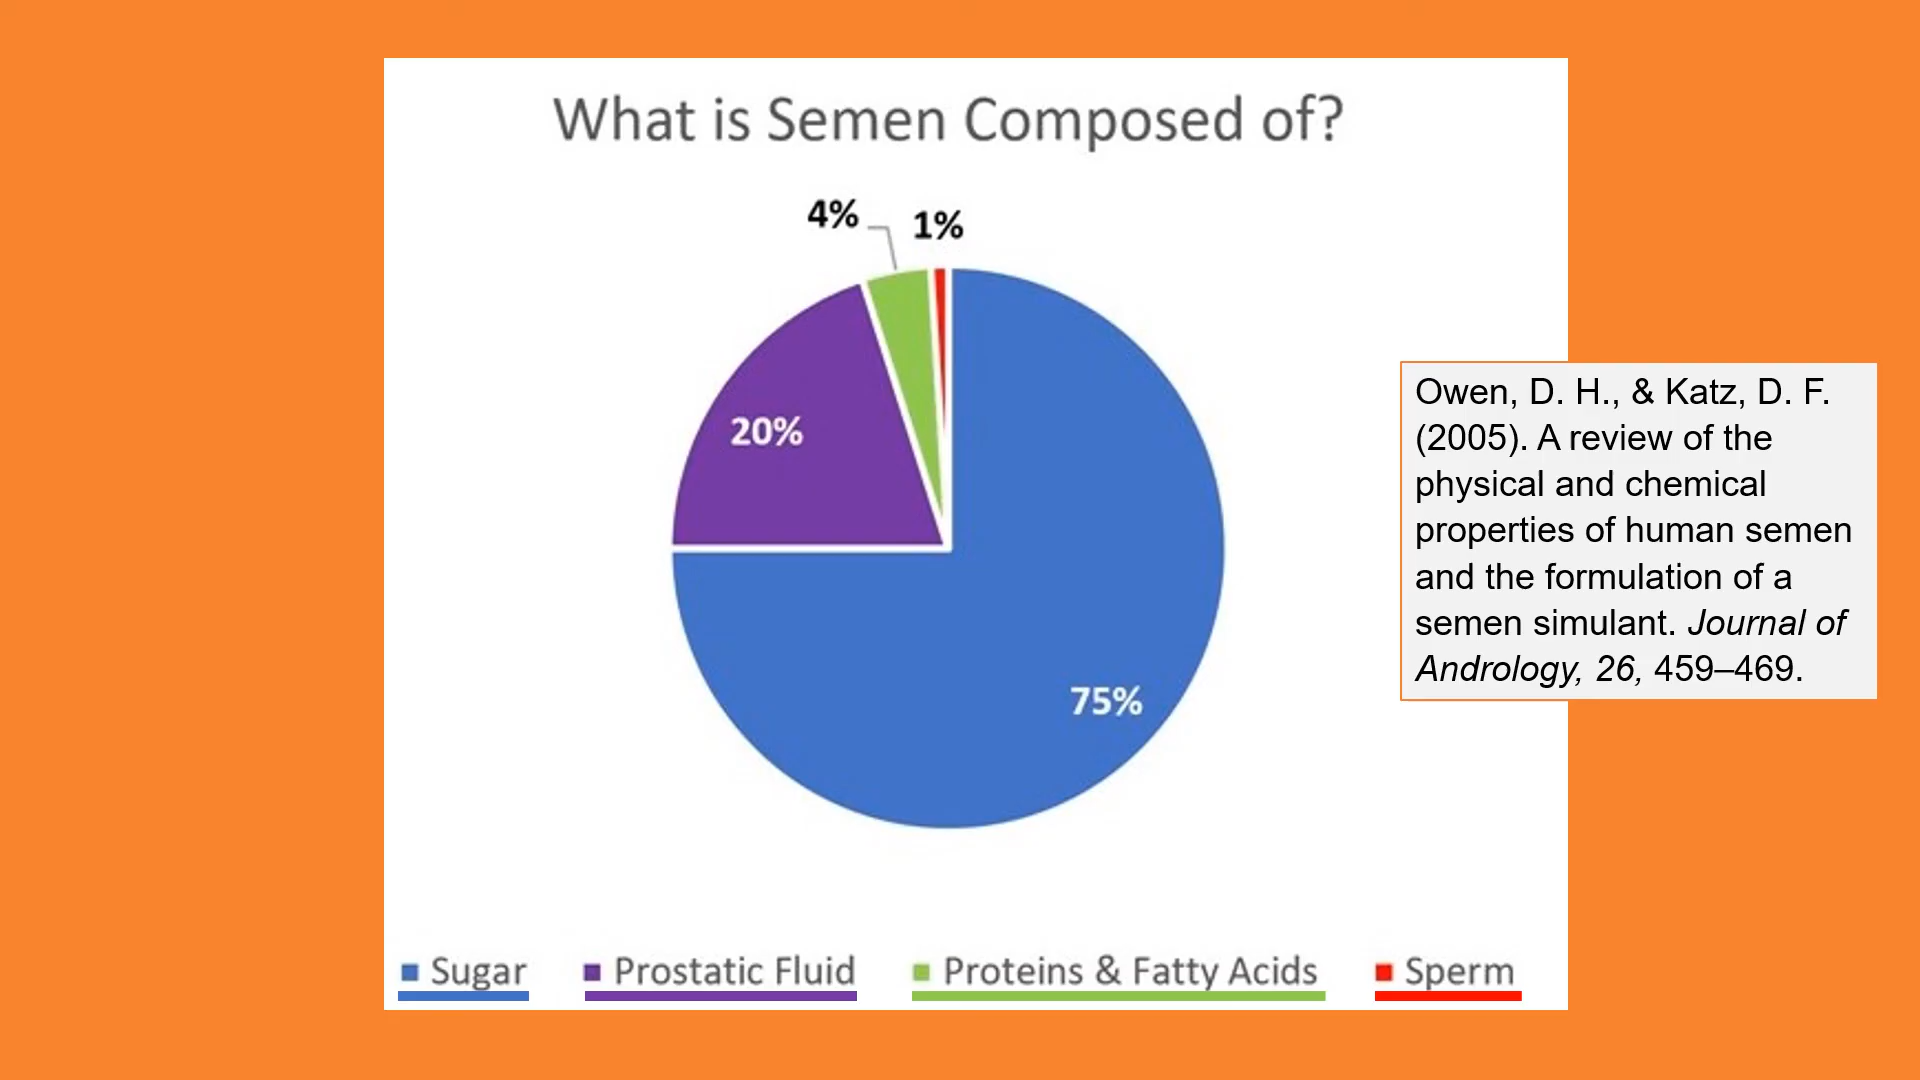 What is Semen Composed of?
4%
1%
20%
75%
Owen, D. H., & Katz, D. F.
(2005). A review of the
physical and chemical
properties of human semen
and the formulation of a
semen simulant. Journal of
Andrology, 26, 459–469.
Sugar
Prostatic Fluid
Proteins & Fatty Acids
Sperm